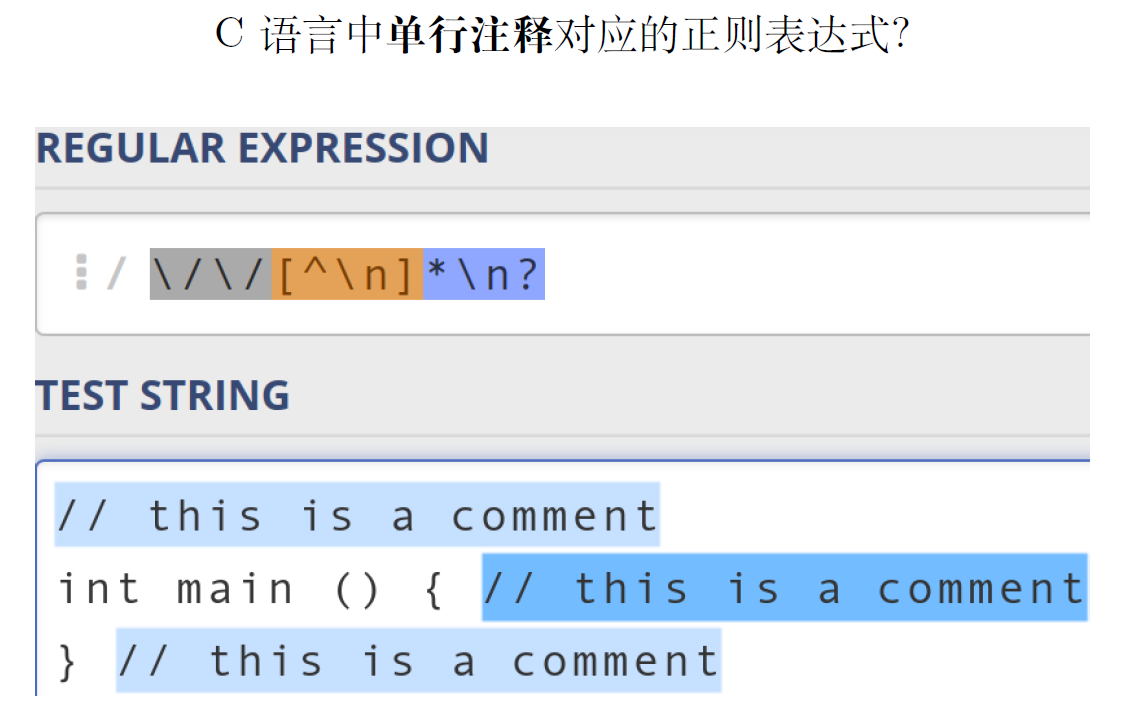 C 语言中单行注释对应的正则表达式?
REGULAR EXPRESSION
/ \/\/[^\n]*\n?
TEST STRING
// this is a comment
int main () { // this is a comment
} // this is a comment